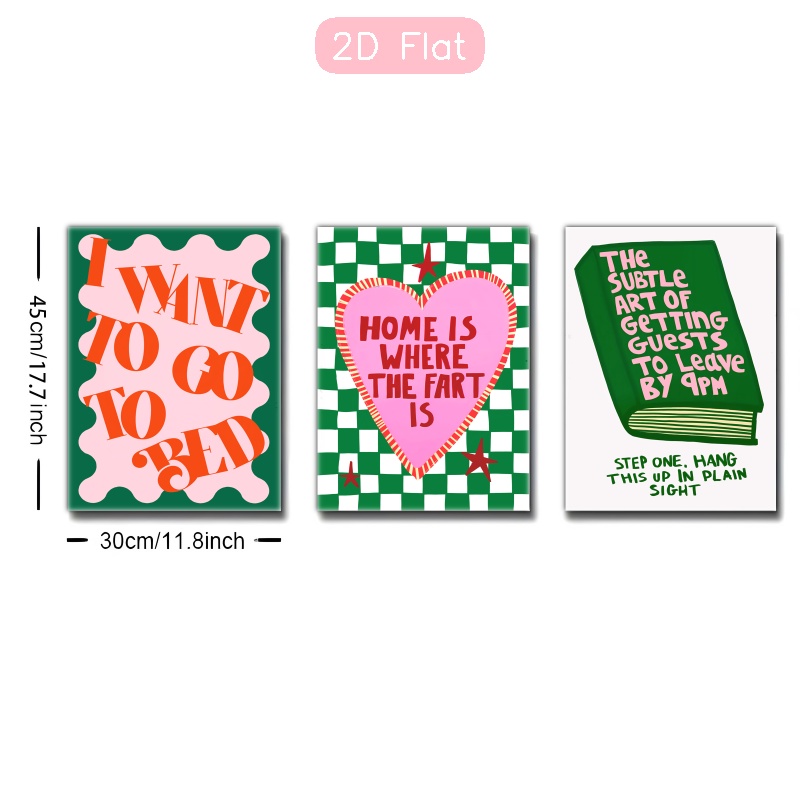 2D Flat
45cm/17.7inch
30cm/11.8inch
I WANT
TO GO
TO
BED
HOME IS
WHERE
THE FART
IS
THE
SUBTLE
ART OF
GETTING
GUESTS
TO LEAVE
BY 9PM
STEP ONE, HANG
THIS UP IN PLAIN
SIGHT